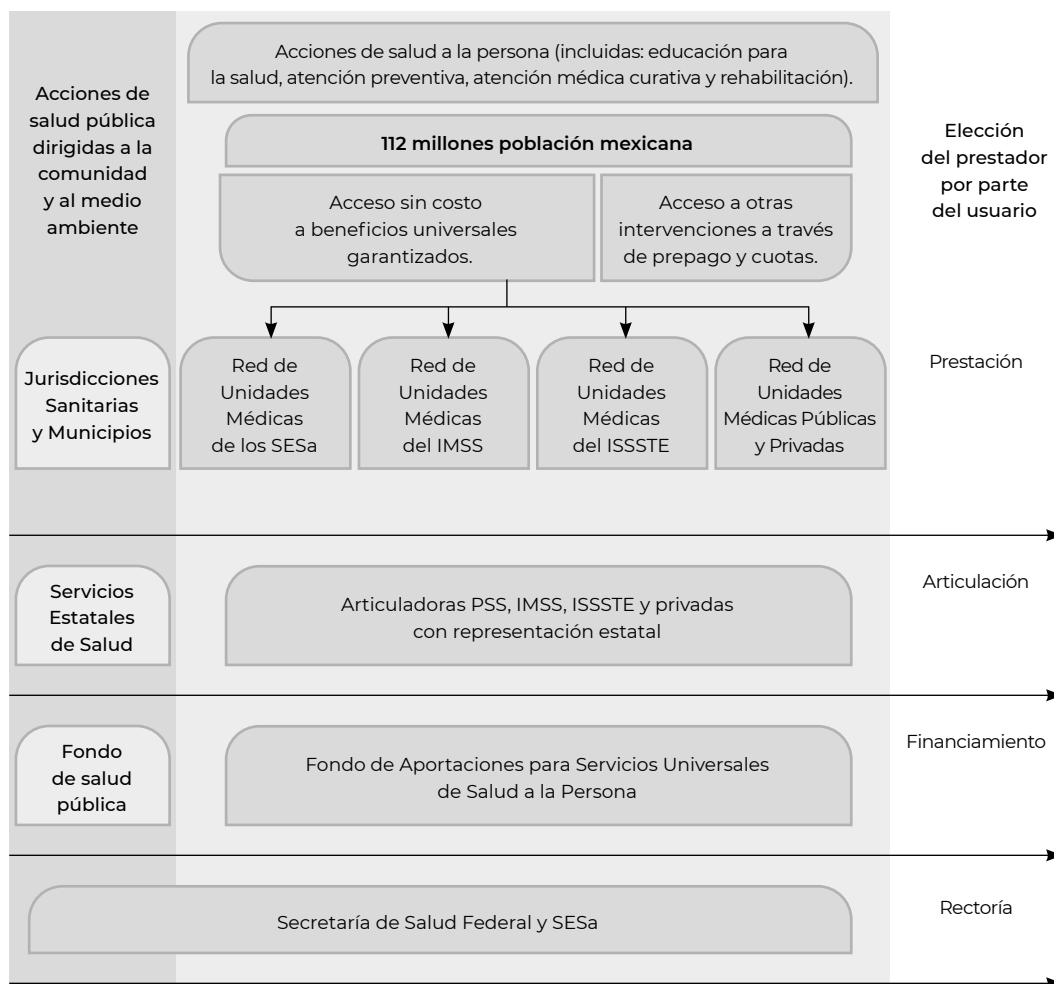 Acciones de
salud pública
dirigidas a la
comunidad
y al medio
ambiente
Acciones de salud a la persona (incluidas: educación para
la salud, atención preventiva, atención médica curativa y rehabilitación).
112 millones población mexicana
Acceso sin costo
a beneficios universales
garantizados.
Acceso a otras
intervenciones a través
de prepago y cuotas.
Elección
del prestador
por parte
del usuario
Jurisdicciones
Sanitarias
y Municipios
Red de
Unidades
Médicas
de los SESa
Red de
Unidades
Médicas
del IMSS
Red de
Unidades
Médicas
del ISSSTE
Red de
Unidades
Médicas Públicas
y Privadas
Prestación
Servicios
Estatales
de Salud
Articuladoras PSS, IMSS, ISSSTE y privadas
con representación estatal
Articulación
Fondo
de salud
pública
Fondo de Aportaciones para Servicios Universales
de Salud a la Persona
Financiamiento
Secretaría de Salud Federal y SESa
Rectoría